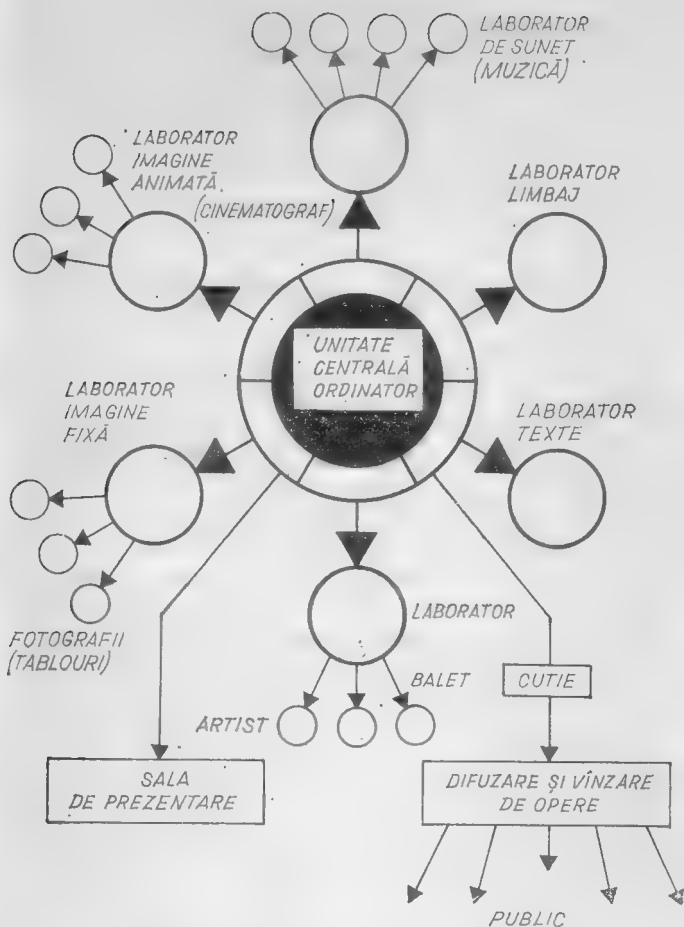 LABORATOR
DE SUNET
(MUZICĂ)
LABORATOR
IMAGINE
ANIMATĂ
(CINEMATOGRAF)
LABORATOR
LIMBAJ
UNITATE
CENTRALĂ
ORDINATOR
LABORATOR
IMAGINE
FIXĂ
LABORATOR
TEXTE
FOTOGRAFII
(TABLOURI)
LABORATOR
BALET
ARTIST
CUTIE
SALA
DE PREZENTARE
DIFUZARE ȘI VÎNZARE
DE OPERE
PUBLIC